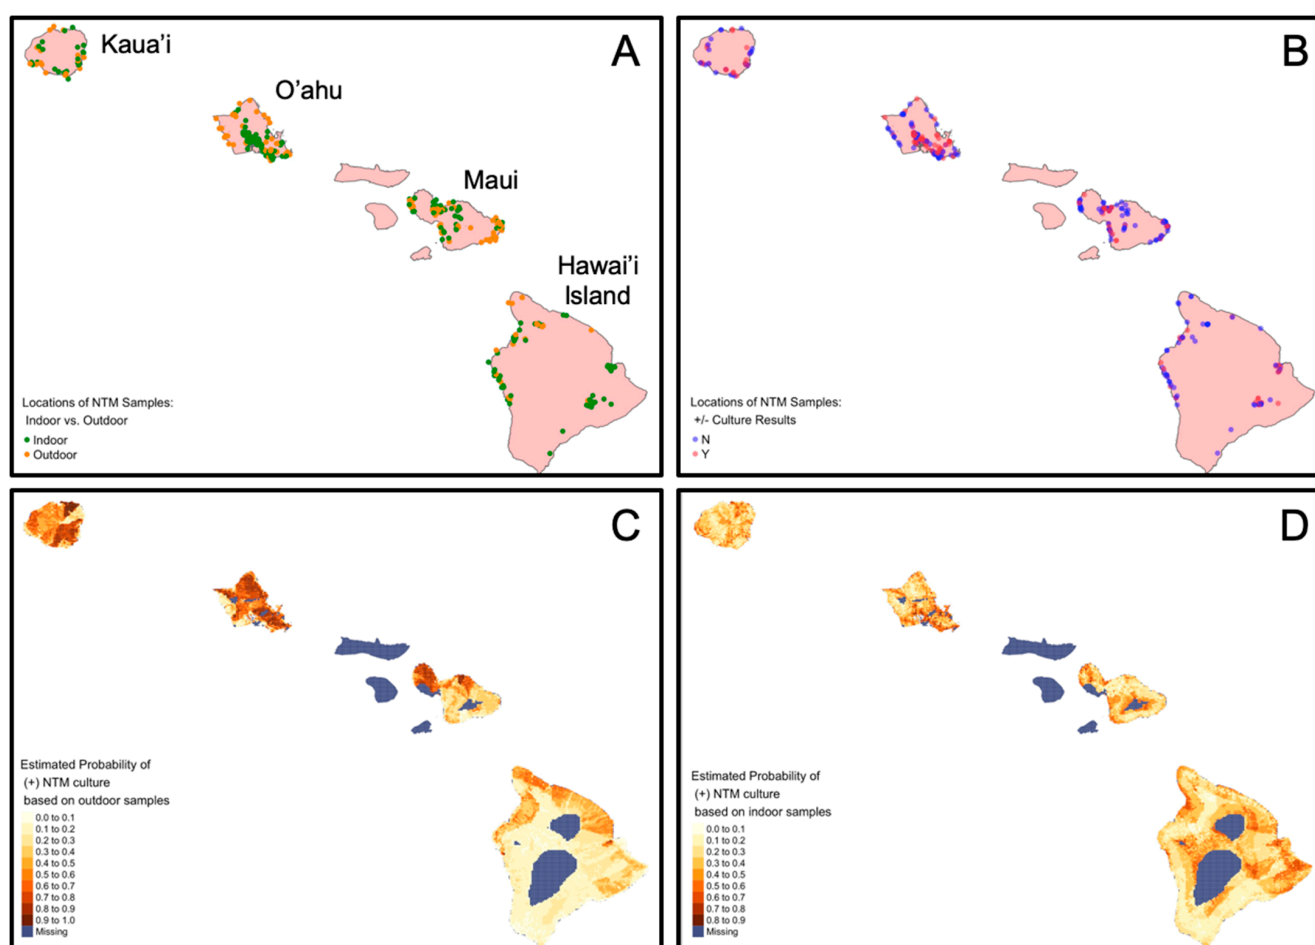 Kaua'i
A
O'ahu
Maui
Hawai'i
Island
Locations of NTM Samples:
Indoor vs. Outdoor
Indoor
Outdoor
B
Locations of NTM Samples:
+/- Culture Results
N
Y
C
Estimated Probability of
(+) NTM culture
based on outdoor samples
0.0 to 0.1
0.1 to 0.2
0.2 to 0.3
0.3 to 0.4
0.4 to 0.5
0.5 to 0.6
0.6 to 0.7
0.7 to 0.8
0.8 to 0.9
0.9 to 1.0
Missing
D
Estimated Probability of
(+) NTM culture
based on indoor samples
0.0 to 0.1
0.1 to 0.2
0.2 to 0.3
0.3 to 0.4
0.4 to 0.5
0.5 to 0.6
0.6 to 0.7
0.7 to 0.8
0.8 to 0.9
Missing